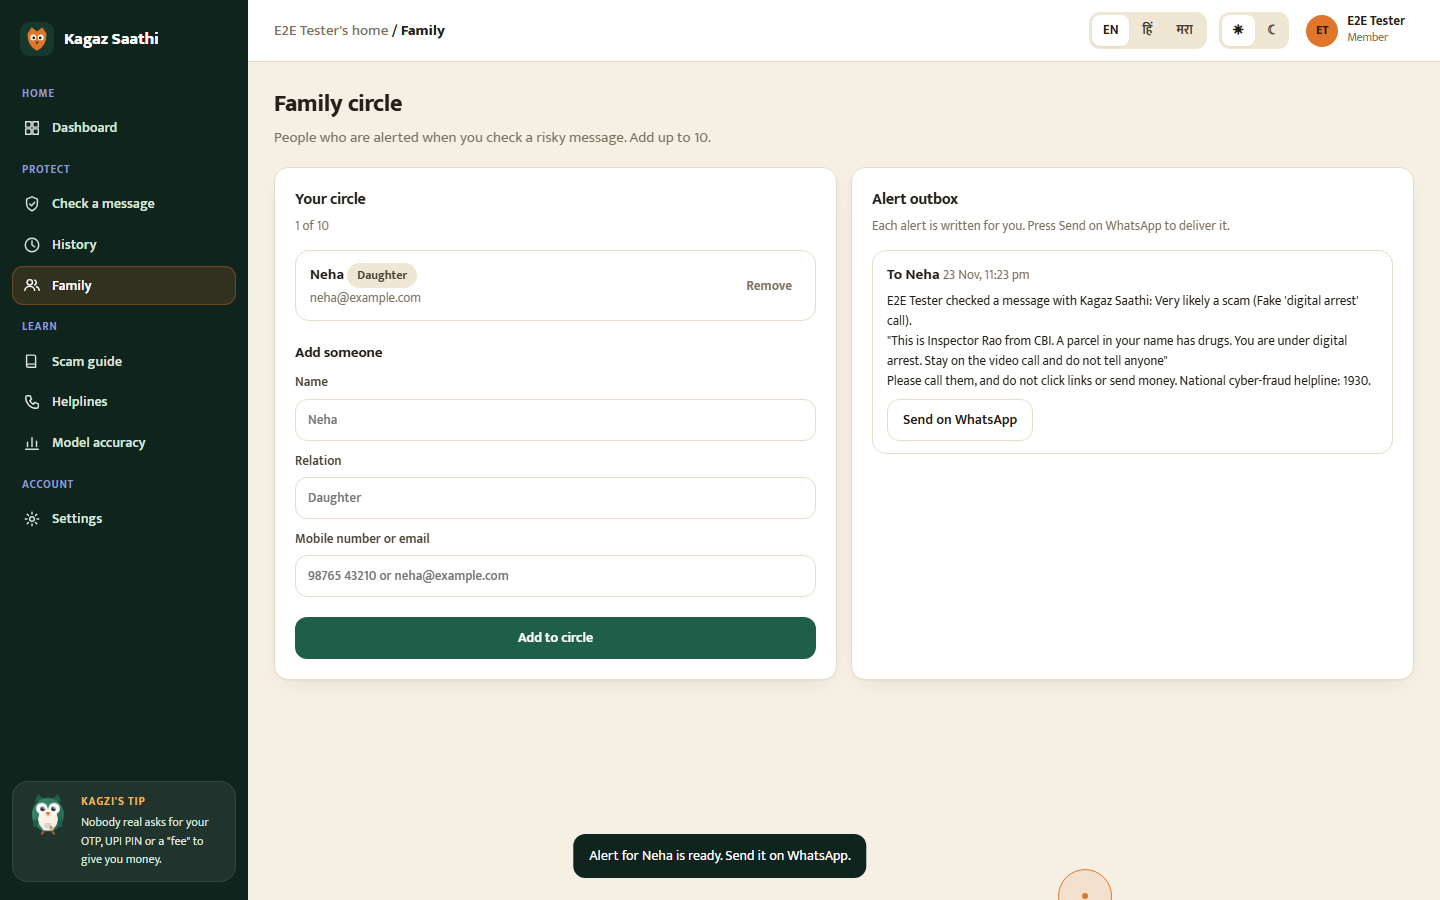 Kagaz Saathi
HOME
Dashboard
PROTECT
Check a message
History
Family
LEARN
Scam guide
Helplines
Model accuracy
ACCOUNT
Settings
KAGZI'S TIP
Nobody real asks for your
OTP, UPI PIN or a "fee" to
give you money.
E2E Tester's home / Family
EN हिं मरा
ET
E2E Tester
Member
Family circle
People who are alerted when you check a risky message. Add up to 10.
Your circle
1 of 10
Neha Daughter
neha@example.com
Remove
Add someone
Name
Neha
Relation
Daughter
Mobile number or email
98765 43210 or neha@example.com
Add to circle
Alert outbox
Each alert is written for you. Press Send on WhatsApp to deliver it.
To Neha 23 Nov, 11:23 pm
E2E Tester checked a message with Kagaz Saathi: Very likely a scam (Fake 'digital arrest'
call).
"This is Inspector Rao from CBI. A parcel in your name has drugs. You are under digital
arrest. Stay on the video call and do not tell anyone"
Please call them, and do not click links or send money. National cyber-fraud helpline: 1930.
Send on WhatsApp
Alert for Neha is ready. Send it on WhatsApp.